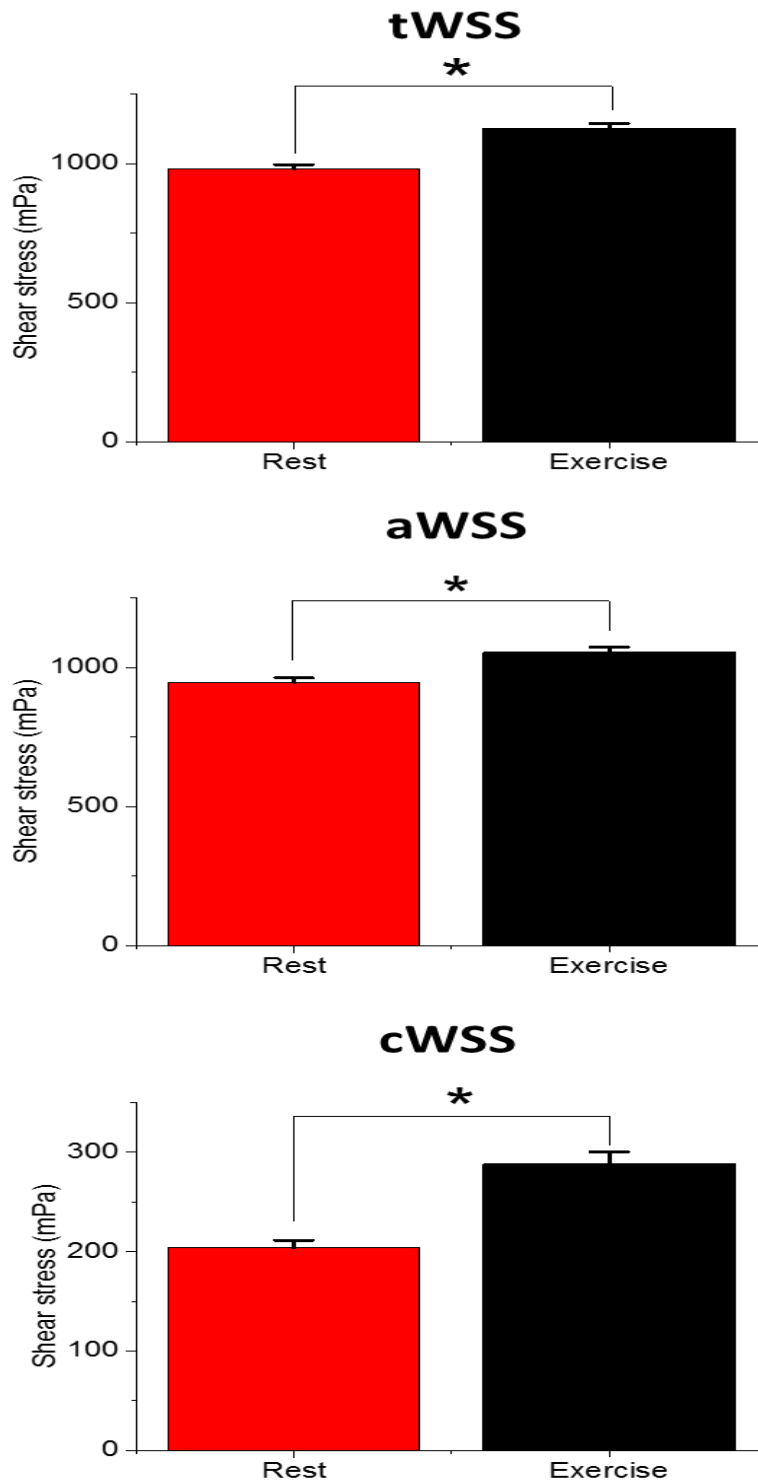 tWSS
*
Shear stress (mPa)
1000
500
0
Rest Exercise
aWSS
*
Shear stress (mPa)
1000
500
0
Rest Exercise
cWSS
*
Shear stress (mPa)
300
200
100
0
Rest Exercise